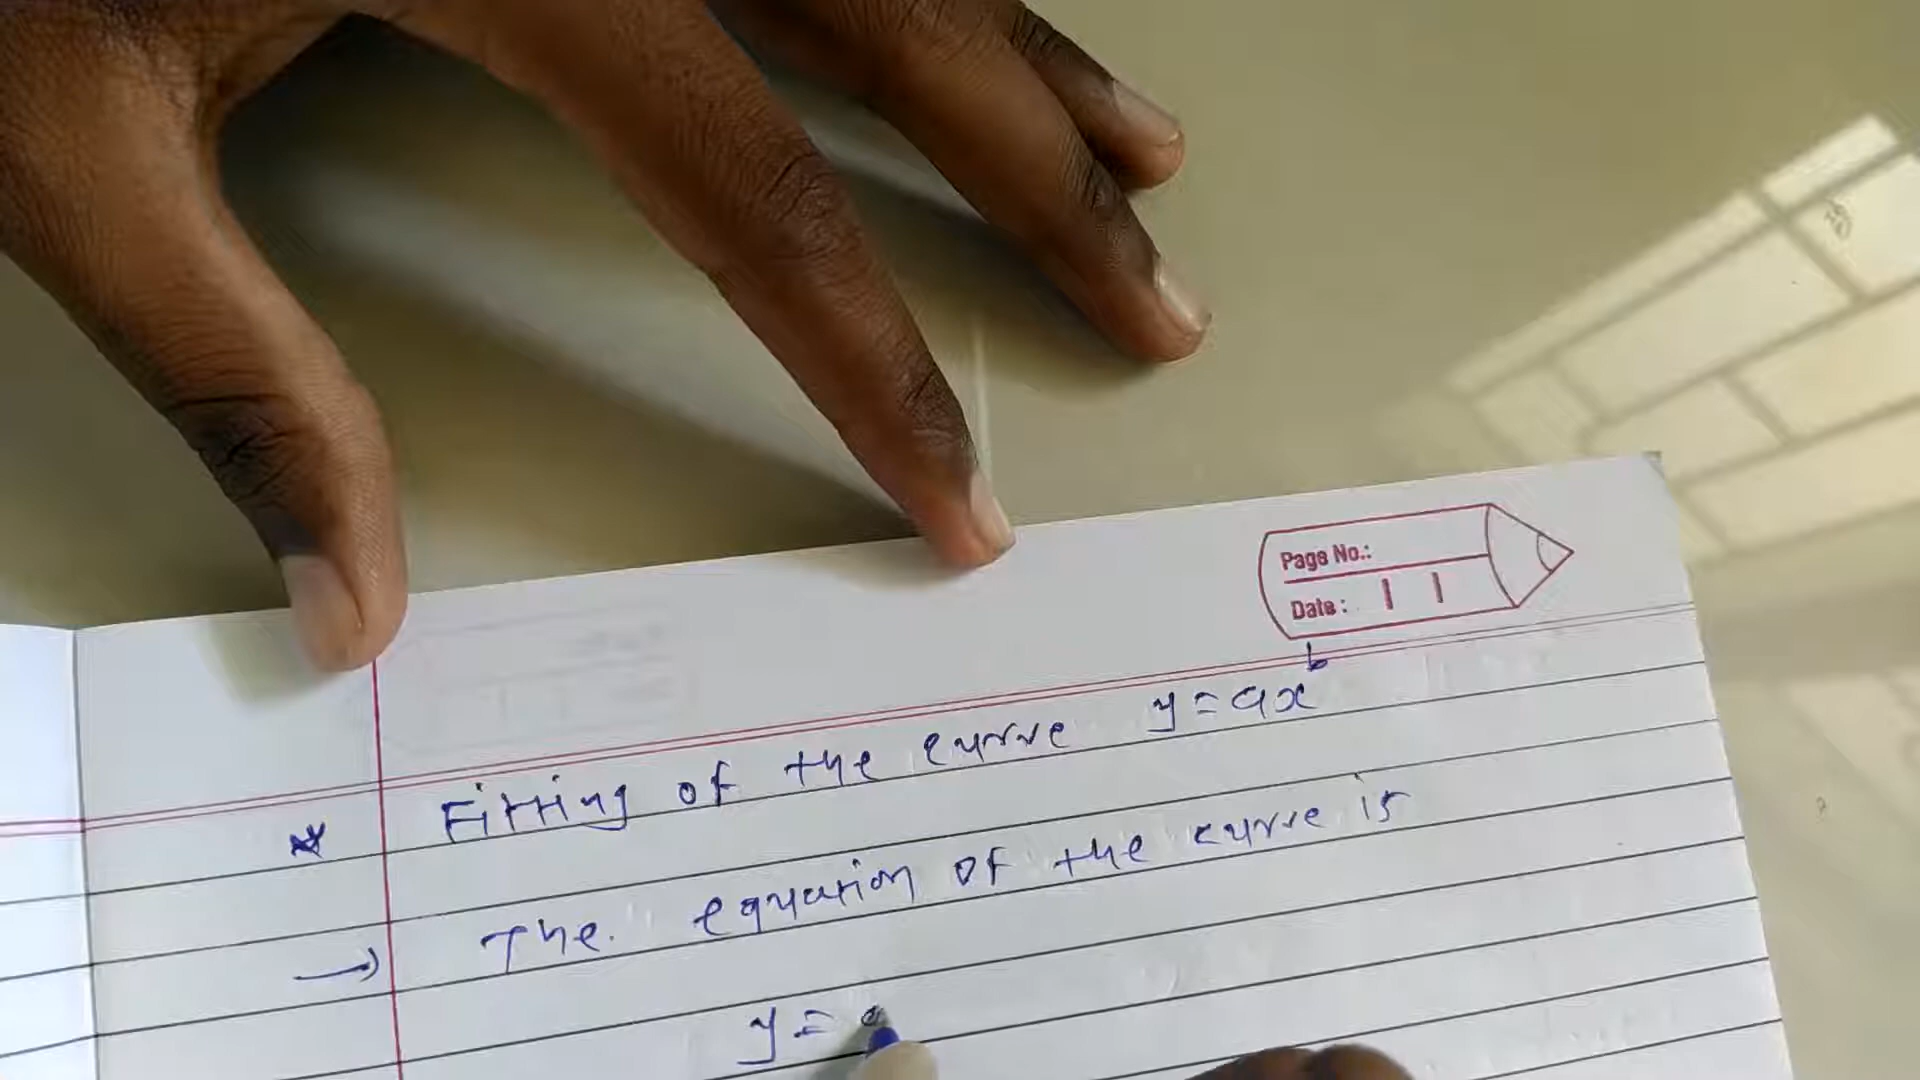 Page No.:
Date:
Fitting of the curve y = ax^b
The. equation of the curve is
y = a